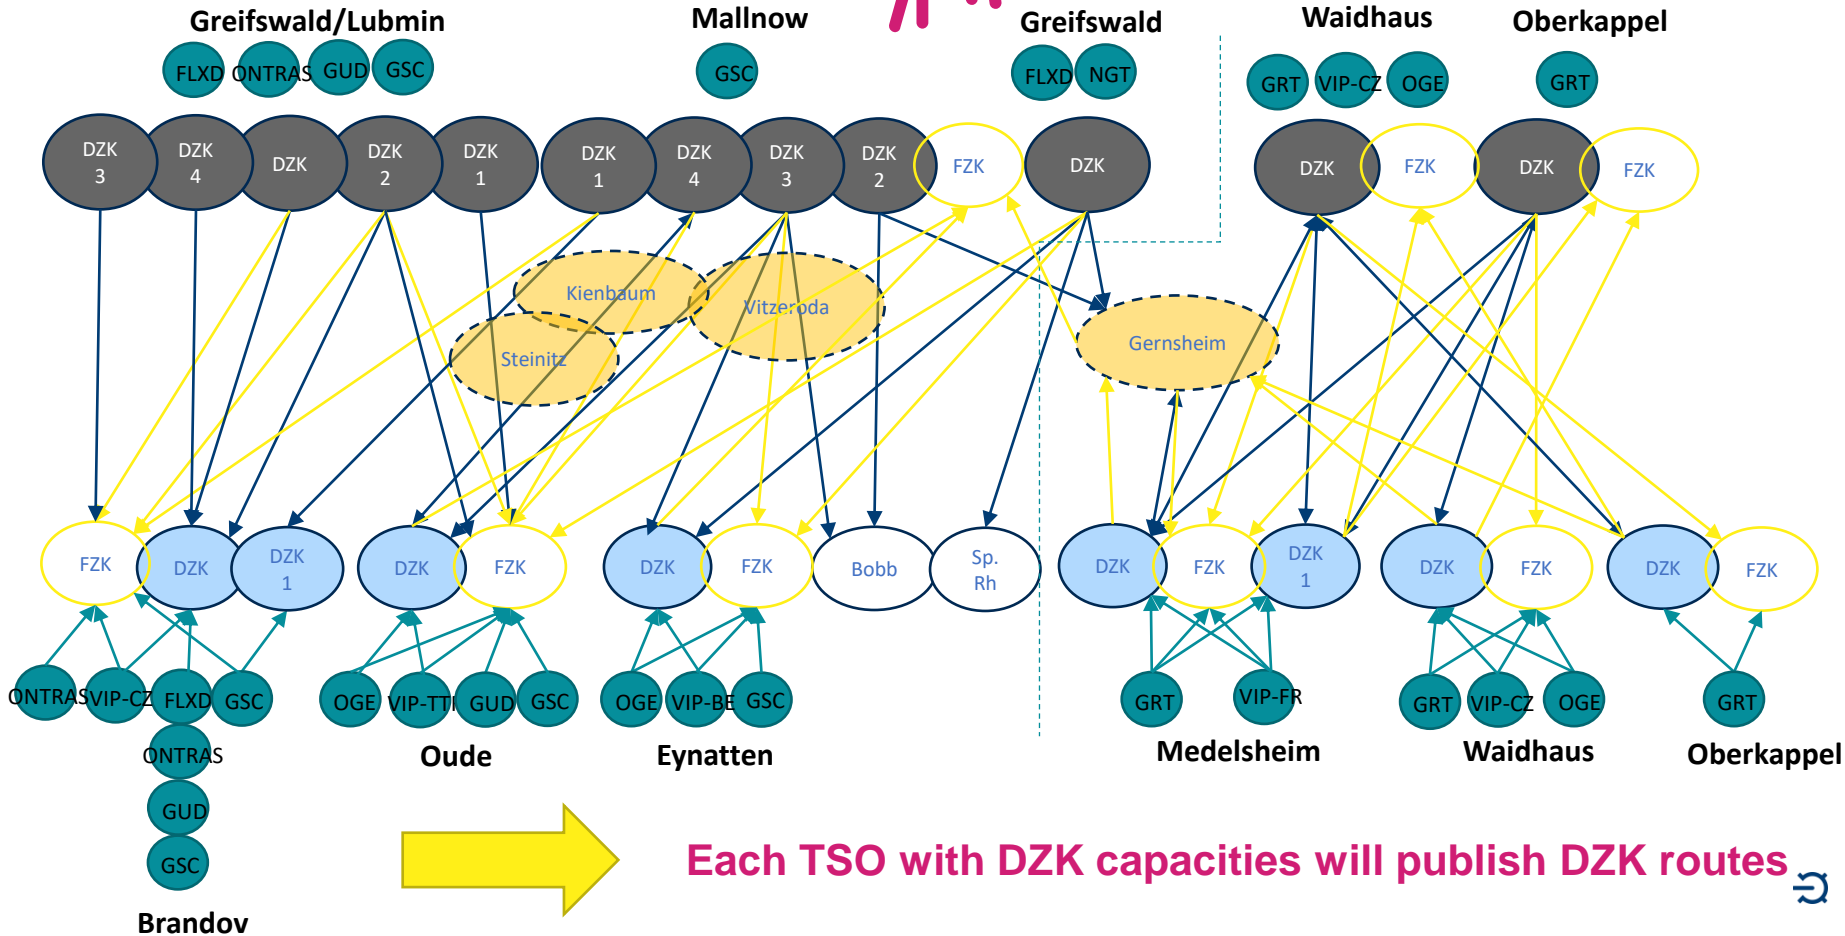 Greifswald/Lubmin
Mallnow
Greifswald
Waidhaus
Oberkappel
FLXD
ONTRAS
GUD
GSC
GSC
FLXD
NGT
GRT
VIP-CZ
OGE
GRT
DZK
3
DZK
4
DZK
DZK
2
DZK
1
DZK
1
DZK
4
DZK
3
DZK
2
FZK
DZK
DZK
FZK
DZK
FZK
Kienbaum
Vitzeroda
Steinitz
Gernsheim
FZK
DZK
DZK
1
DZK
FZK
DZK
FZK
Bobb
Sp.
Rh
DZK
FZK
DZK
1
DZK
FZK
DZK
FZK
ONTRAS
VIP-CZ
FLXD
GSC
OGE
VIP-TTF
GUD
GSC
OGE
VIP-BE
GSC
GRT
VIP-FR
GRT
VIP-CZ
OGE
GRT
ONTRAS
GUD
GSC
Brandov
Oude
Eynatten
Medelsheim
Waidhaus
Oberkappel
Each TSO with DZK capacities will publish DZK routes